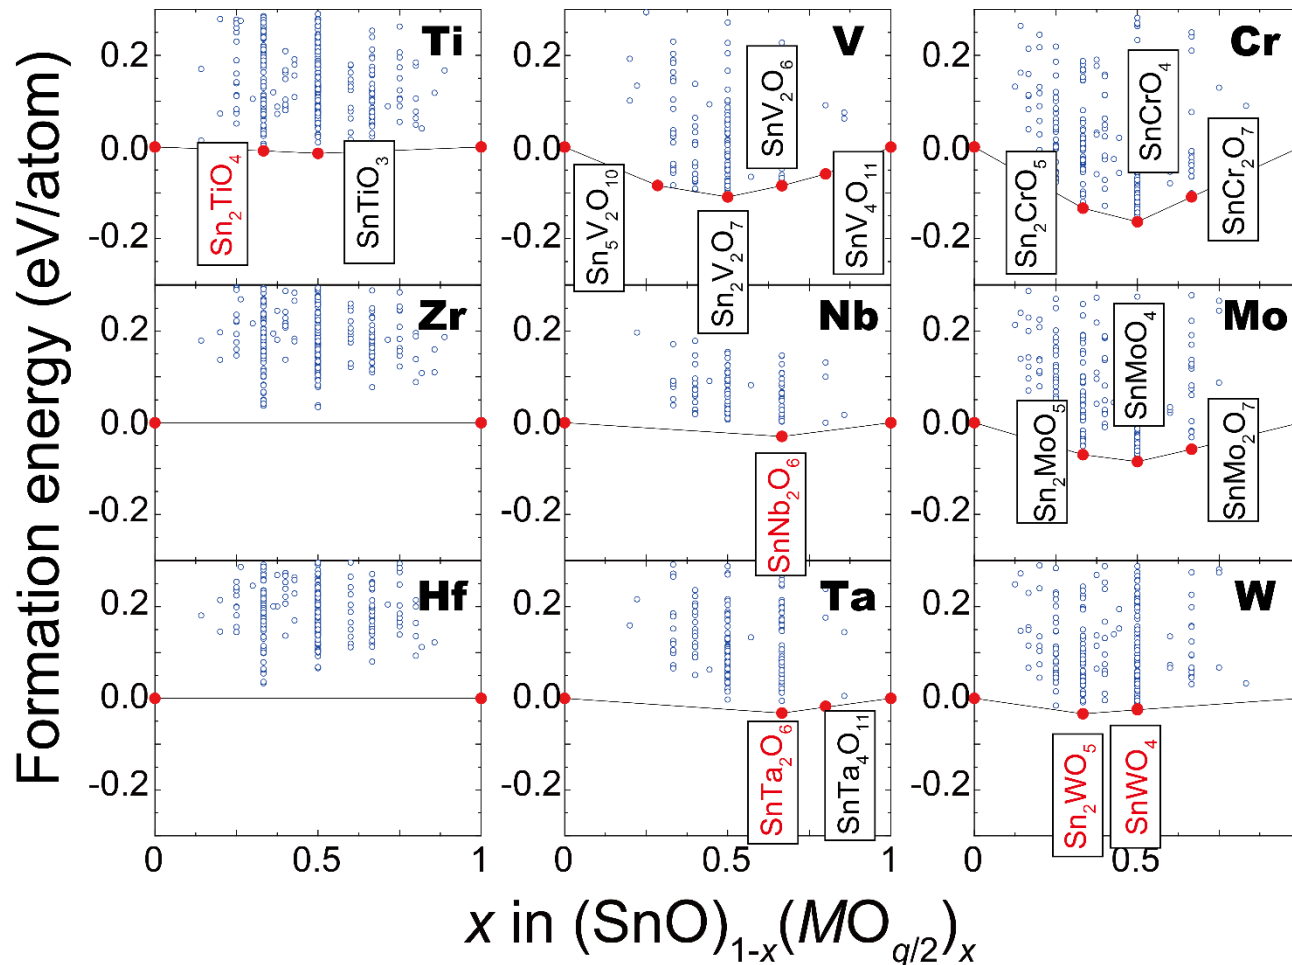 Formation energy (eV/atom)
Ti
V
Cr
0.2
0.0
-0.2
0.2
0.0
-0.2
0.2
0.0
-0.2
Sn₂TiO₄
SnTiO₃
Sn₅V₂O₁₀
Sn₂V₂O₇
SnV₂O₆
SnV₄O₁₁
Sn₂CrO₅
SnCrO₄
SnCr₂O₇
Zr
Nb
Mo
0.2
0.0
-0.2
0.2
0.0
-0.2
0.2
0.0
-0.2
SnNb₂O₆
Sn₂MoO₅
SnMoO₄
SnMo₂O₇
Hf
Ta
W
0.2
0.0
-0.2
0.2
0.0
-0.2
0.2
0.0
-0.2
SnTa₂O₆
SnTa₄O₁₁
Sn₂WO₅
SnWO₄
0 0.5 1
0 0.5 1
0 0.5
x in (SnO)₁₋ₓ(MO_q/2)ₓ